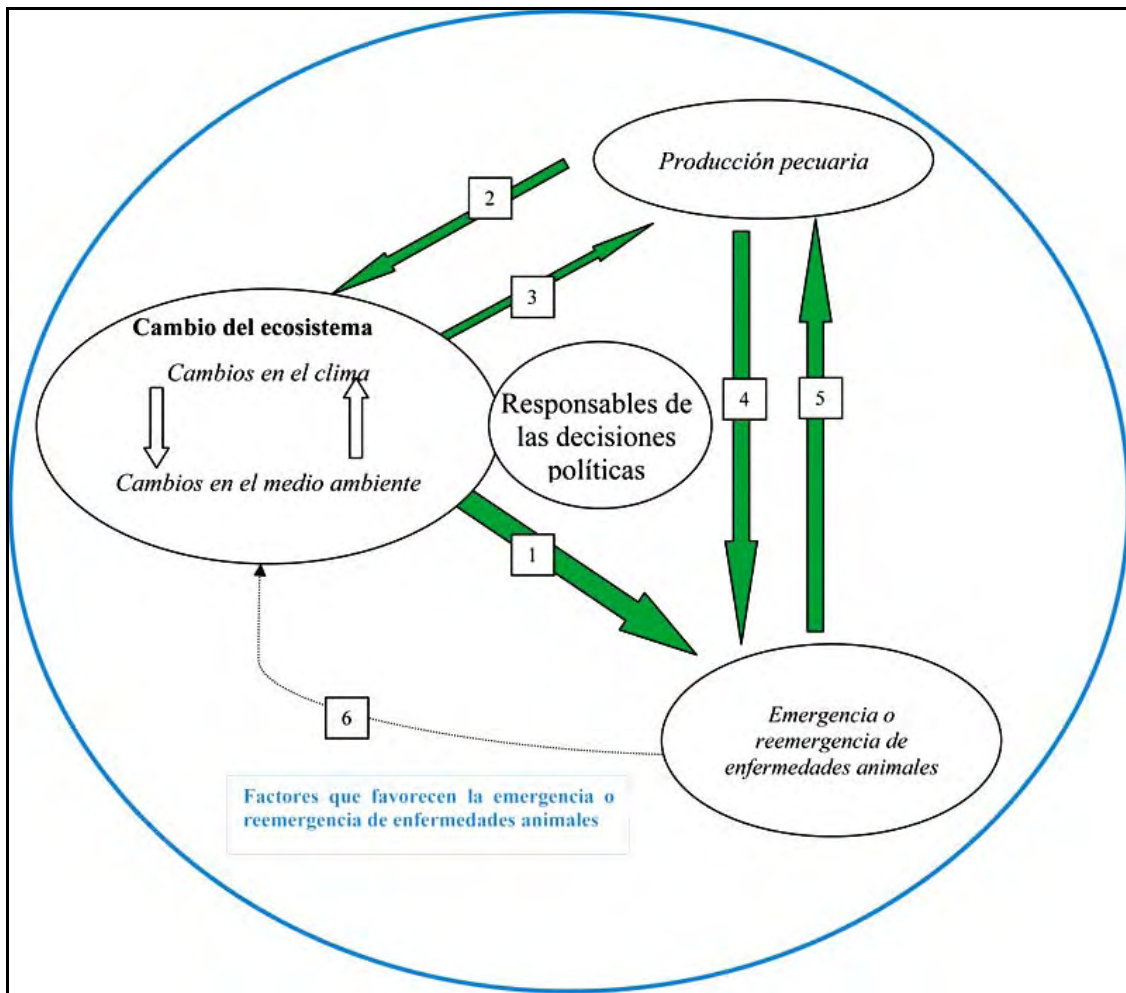 Producción pecuaria
2
3
Cambio del ecosistema
Cambios en el clima
Cambios en el medio ambiente
Responsables de
las decisiones
políticas
4
5
1
6
Emergencia o
reemergencia de
enfermedades animales
Factores que favorecen la emergencia o
reemergencia de enfermedades animales